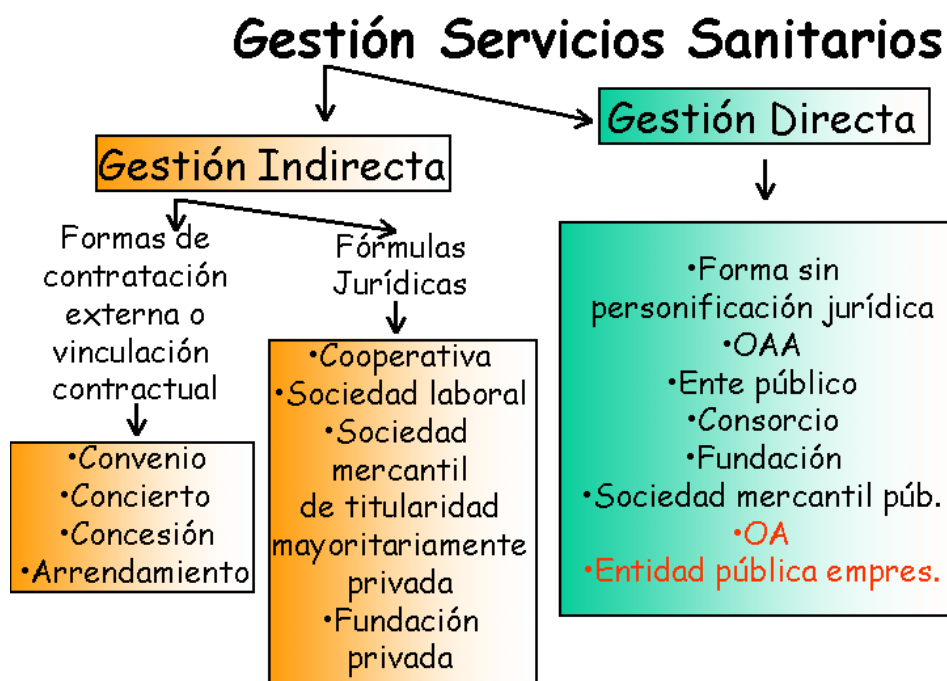 Gestión Servicios Sanitarios
Gestión Directa
Gestión Indirecta
Formas de
contratación
externa o
vinculación
contractual
•Convenio
•Concierto
•Concesión
•Arrendamiento
Fórmulas
Jurídicas
•Cooperativa
•Sociedad laboral
•Sociedad
mercantil
de titularidad
mayoritariamente
privada
•Fundación
privada
•Forma sin
personificación jurídica
•OAA
•Ente público
•Consorcio
•Fundación
•Sociedad mercantil púb.
•OA
•Entidad pública empres.